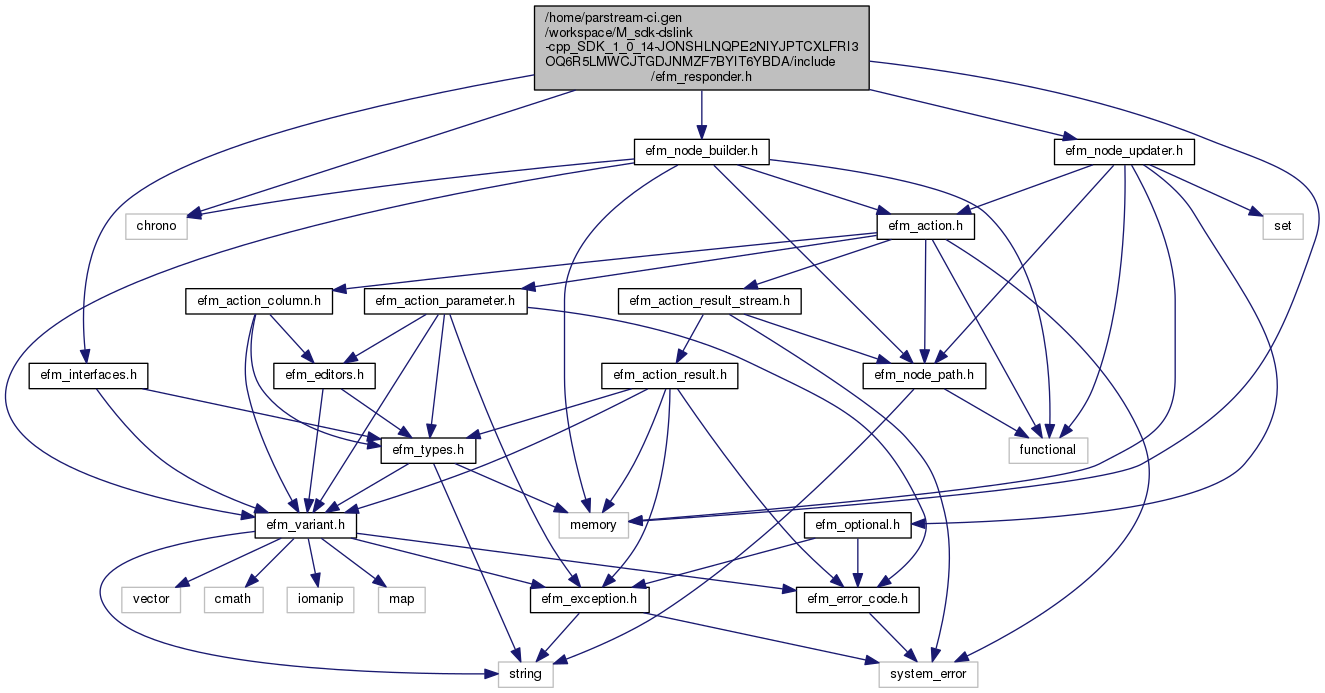 /home/parstream-ci.gen
/workspace/M_sdk-dslink
-cpp_SDK_1_0_14-JONSHLNQPE2NIYJPTCXLFRI3
OQ6R5LMWCJTGDJNMZF7BYIT6YBDA/include
/efm_responder.h
efm_node_builder.h
efm_node_updater.h
chrono
efm_action.h
set
efm_action_column.h
efm_action_parameter.h
efm_action_result_stream.h
efm_interfaces.h
efm_editors.h
efm_action_result.h
efm_node_path.h
efm_types.h
functional
efm_variant.h
memory
efm_optional.h
vector
cmath
iomanip
map
efm_exception.h
efm_error_code.h
string
system_error